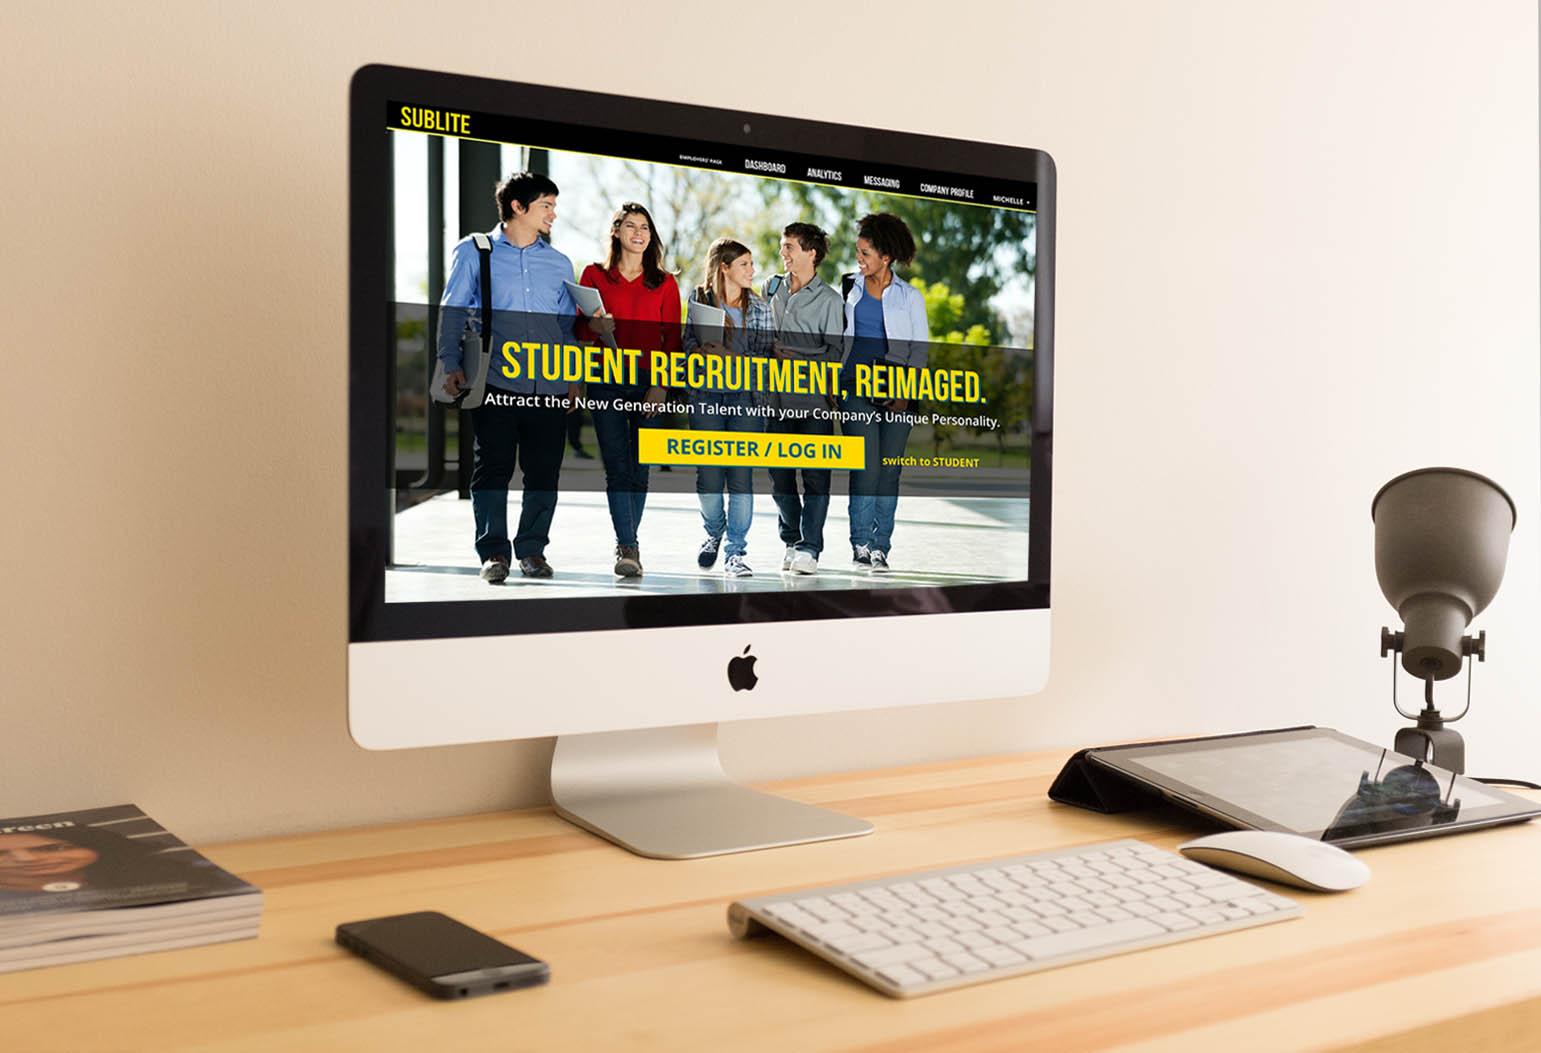 SUBLITE
EMPLOYERS' PAGE DASHBOARD ANALYTICS MESSAGING COMPANY PROFILE MICHELLE
STUDENT RECRUITMENT, REIMAGED.
Attract the New Generation Talent with your Company's Unique Personality.
REGISTER / LOG IN
switch to STUDENT